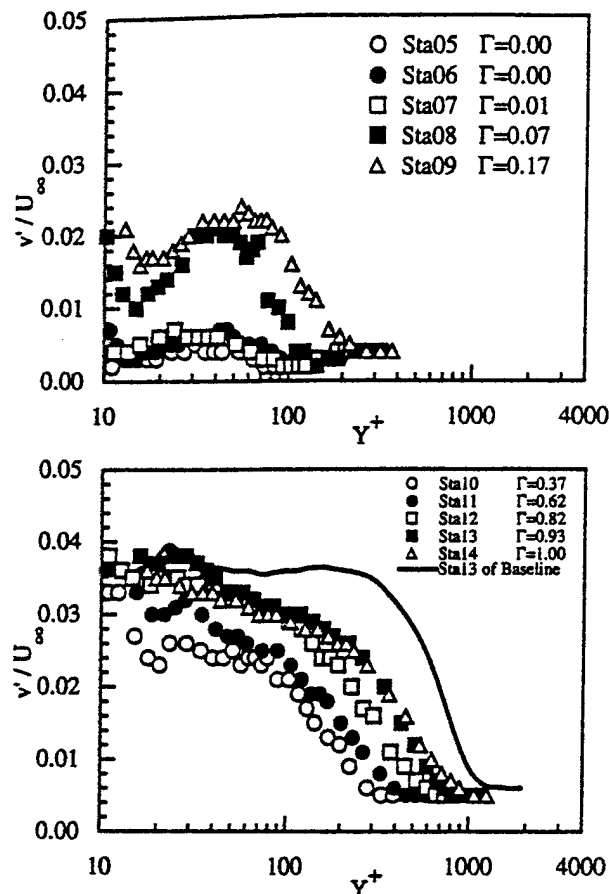 0.05
0.04
0.03
0.02
0.01
0.00
v'/U∞
Sta05 Γ=0.00
Sta06 Γ=0.00
Sta07 Γ=0.01
Sta08 Γ=0.07
Sta09 Γ=0.17
10 100 1000 4000
Y+
0.05
0.04
0.03
0.02
0.01
0.00
v'/U∞
Sta10 Γ=0.37
Sta11 Γ=0.62
Sta12 Γ=0.82
Sta13 Γ=0.93
Sta14 Γ=1.00
Sta13 of Baseline
10 100 1000 4000
Y+